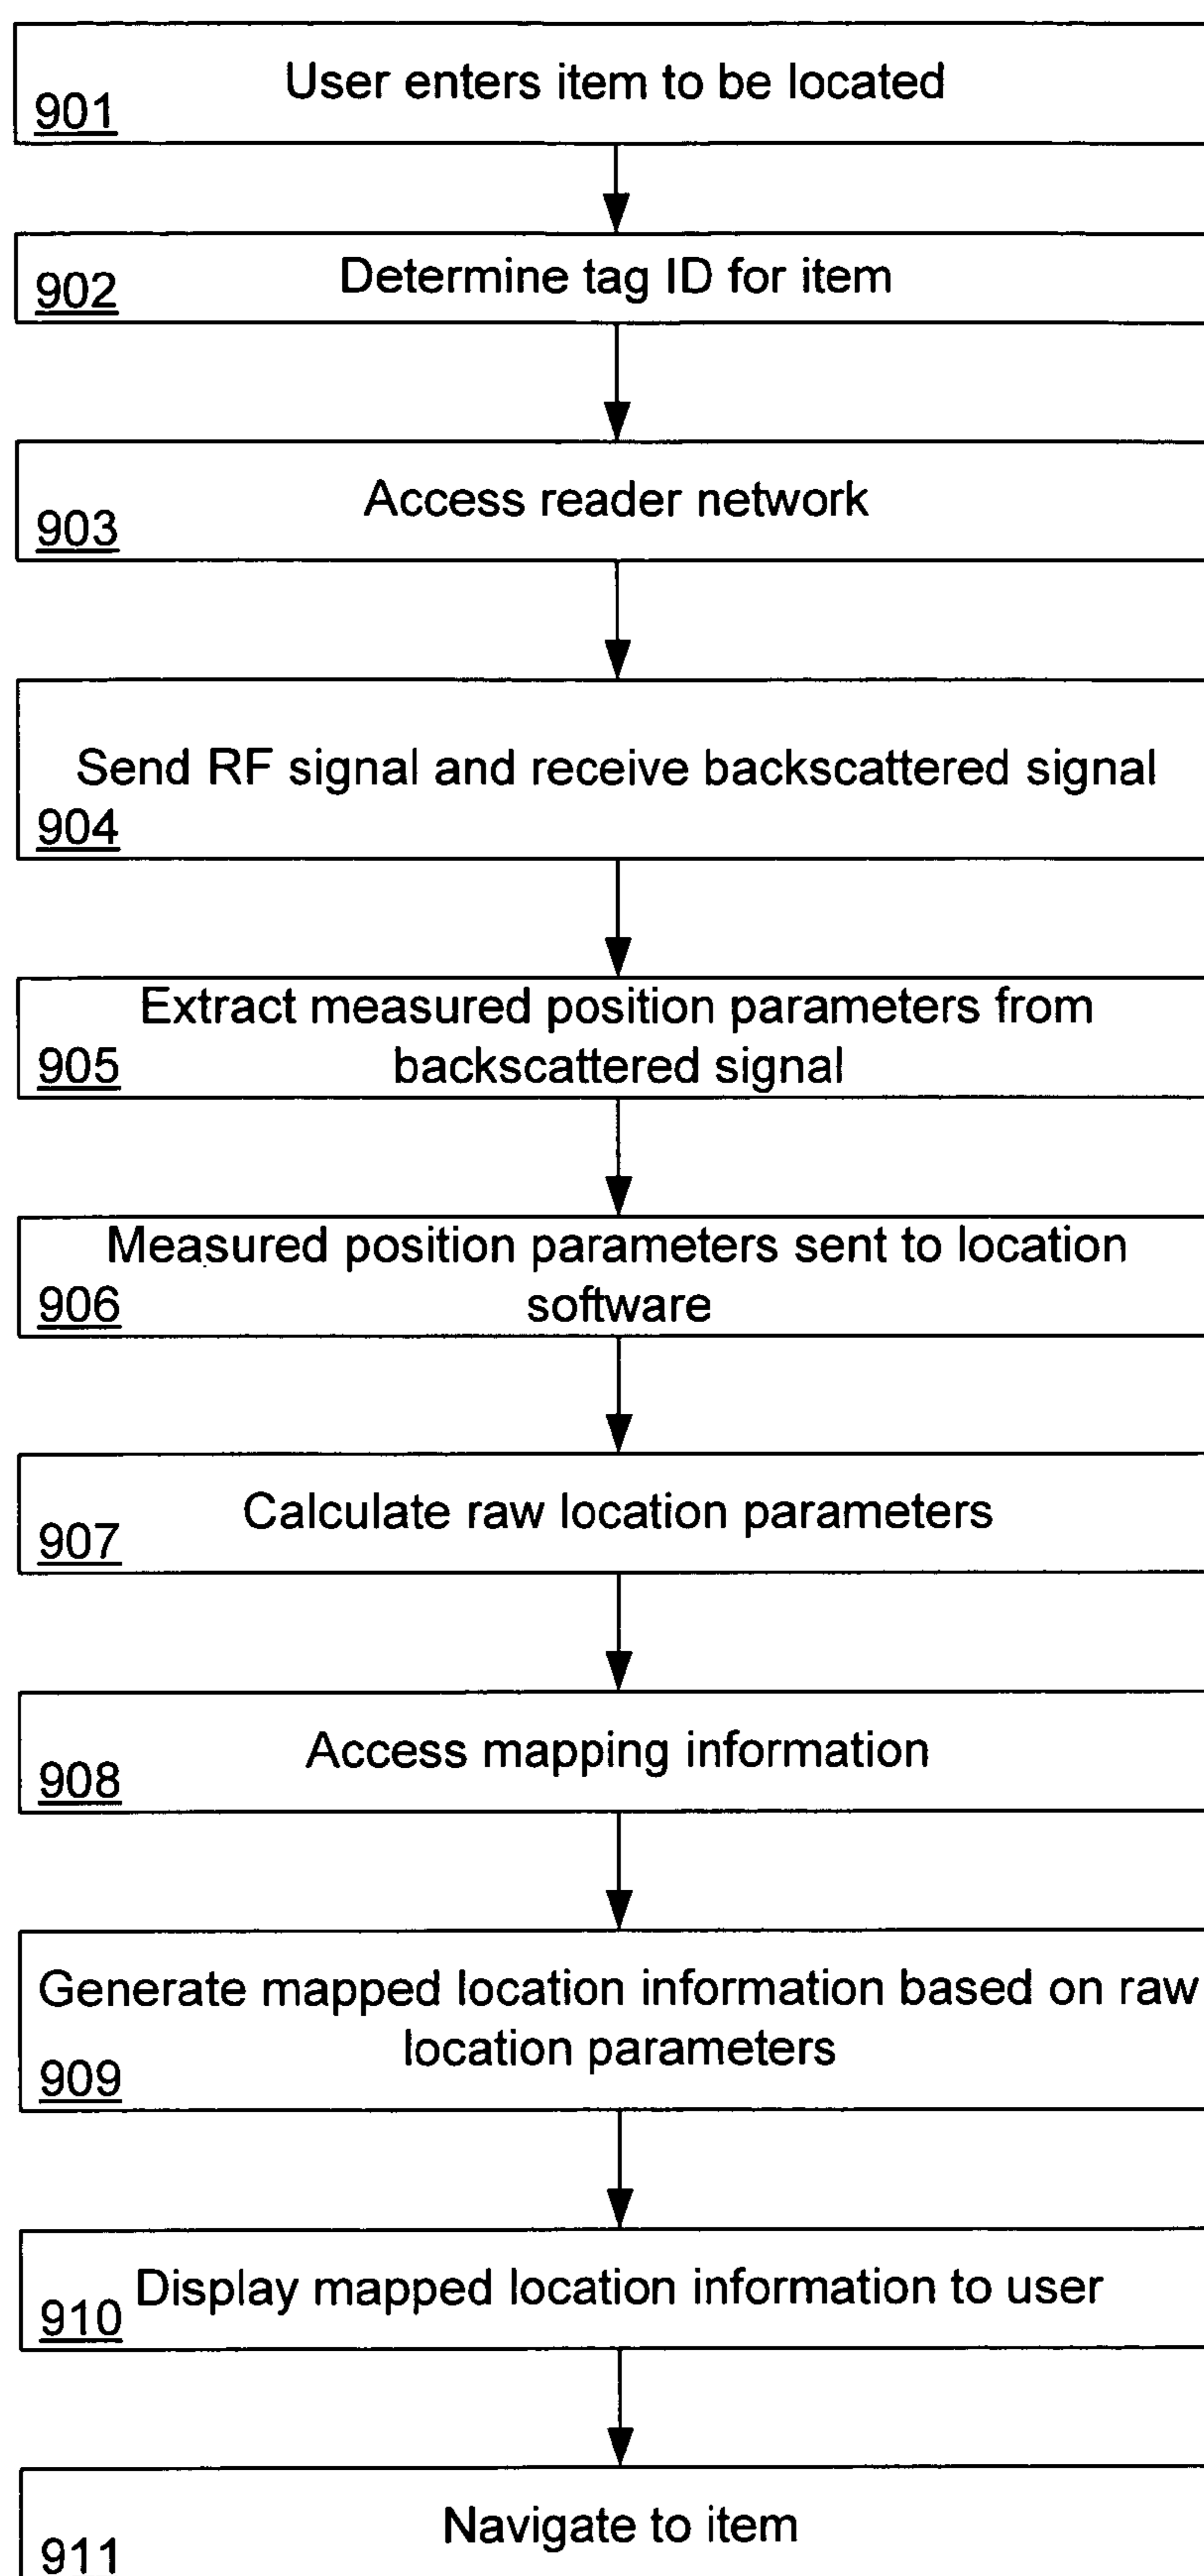 User enters item to be located
901
Determine tag ID for item
902
Access reader network
903
Send RF signal and receive backscattered signal
904
Extract measured position parameters from
backscattered signal
905
Measured position parameters sent to location
software
906
Calculate raw location parameters
907
Access mapping information
908
Generate mapped location information based on raw
location parameters
909
Display mapped location information to user
910
Navigate to item
911